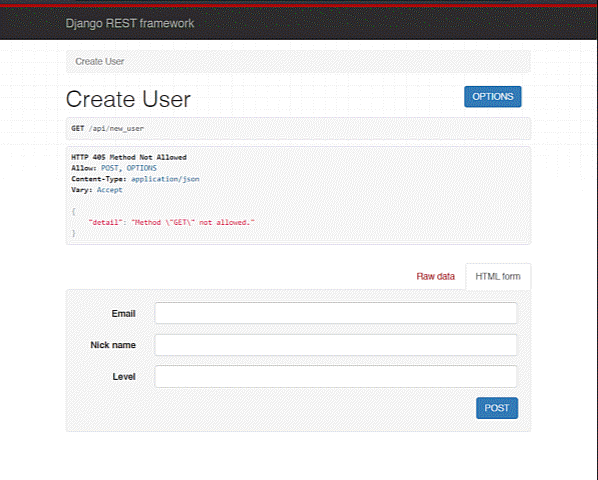 Django REST framework
Create User
Create User
OPTIONS
GET /api/new_user
HTTP 405 Method Not Allowed
Allow: POST, OPTIONS
Content-Type: application/json
Vary: Accept
{
"detail": "Method \"GET\" not allowed."
}
Raw data
HTML form
Email
Nick name
Level
POST